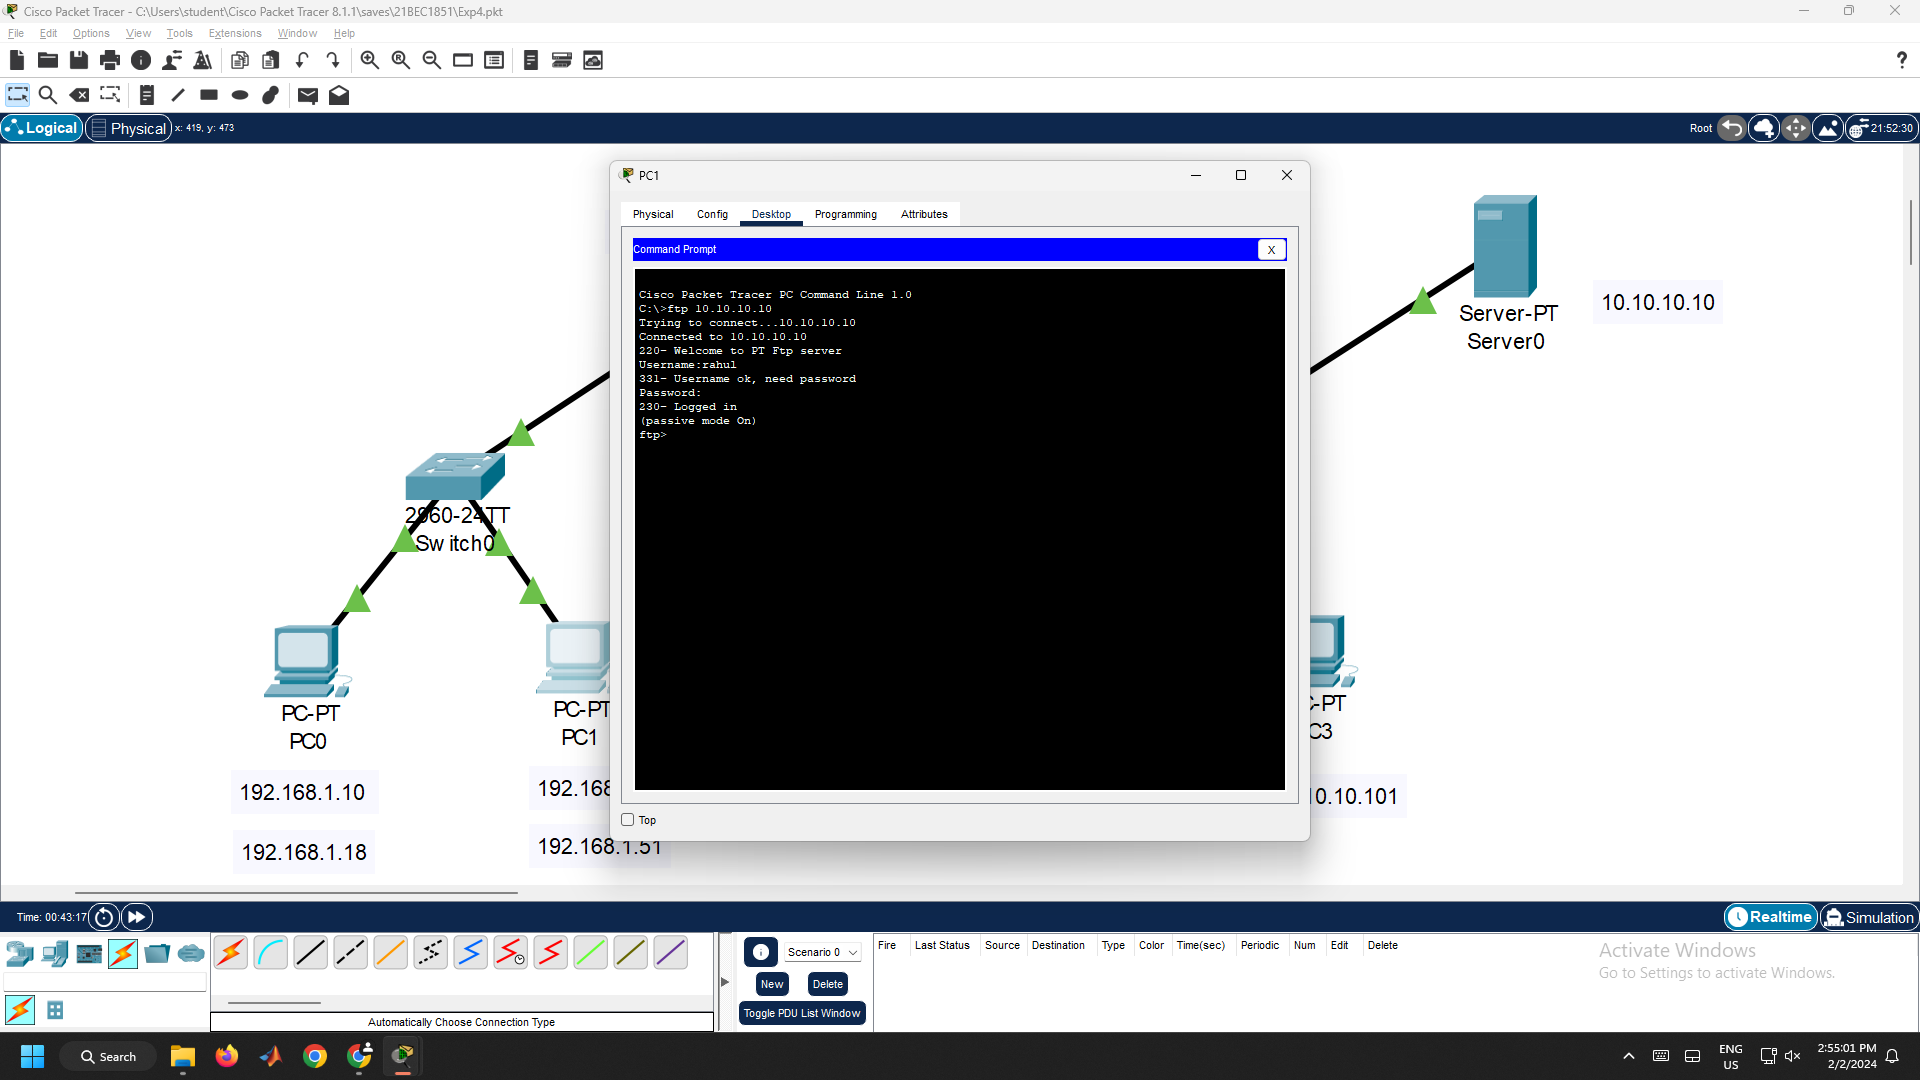 Cisco Packet Tracer - C:\Users\student\Cisco Packet Tracer 8.1.1\saves\21BEC1851\Exp4.pkt
File Edit Options View Tools Extensions Window Help
?
Logical Physical x: 419, y: 473
Root 21:52:30
PC1
Physical Config Desktop Programming Attributes
Command Prompt X
Cisco Packet Tracer PC Command Line 1.0
C:\>ftp 10.10.10.10
Trying to connect...10.10.10.10
Connected to 10.10.10.10
220- Welcome to PT Ftp server
Username:rahul
331- Username ok, need password
Password:
230- Logged in
(passive mode On)
ftp>
Top
Server-PT
Server0
10.10.10.10
2960-24TT
Switch0
PC-PT
PC0
PC-PT
PC1
-PT
C3
192.168.1.10
192.168
0.10.101
192.168.1.18
192.168.1.51
Time: 00:43:17
Realtime Simulation
Automatically Choose Connection Type
Scenario 0
New Delete
Toggle PDU List Window
Fire Last Status Source Destination Type Color Time(sec) Periodic Num Edit Delete
Activate Windows
Go to Settings to activate Windows.
Search
ENG
US
2:55:01 PM
2/2/2024